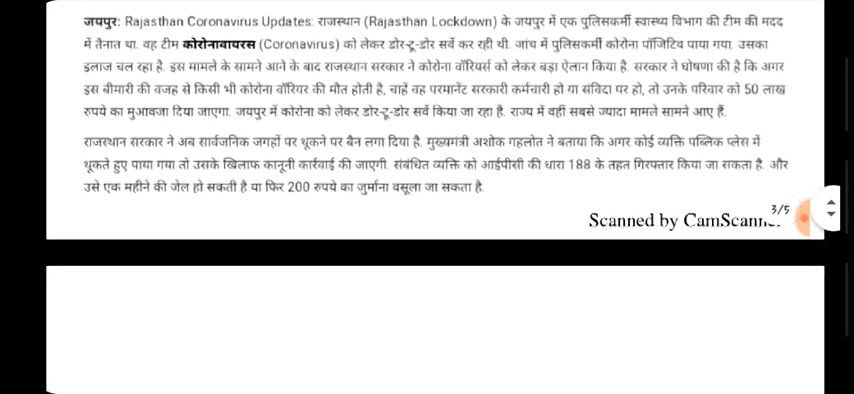 जयपुर: Rajasthan Coronavirus Updates: राजस्थान (Rajasthan Lockdown) के जयपुर में एक पुलिसकर्मी स्वास्थ्य विभाग की टीम की मदद
में तैनात था. वह टीम कोरोनावायरस (Coronavirus) को लेकर डोर-टू-डोर सर्वे कर रही थी. जांच में पुलिसकर्मी कोरोना पॉजिटिव पाया गया. उसका
इलाज चल रहा है. इस मामले के सामने आने के बाद राजस्थान सरकार ने कोरोना वॉरियर्स को लेकर बड़ा ऐलान किया है. सरकार ने घोषणा की है कि अगर
इस बीमारी की वजह से किसी भी कोरोना वॉरियर की मौत होती है, चाहें वह परमानेंट सरकारी कर्मचारी हो या संविदा पर हो, तो उनके परिवार को 50 लाख
रुपये का मुआवजा दिया जाएगा. जयपुर में कोरोना को लेकर डोर-टू-डोर सर्वे किया जा रहा है. राज्य में वहीं सबसे ज्यादा मामले सामने आए हैं.
राजस्थान सरकार ने अब सार्वजनिक जगहों पर थूकने पर बैन लगा दिया है. मुख्यमंत्री अशोक गहलोत ने बताया कि अगर कोई व्यक्ति पब्लिक प्लेस में
थूकते हुए पाया गया तो उसके खिलाफ कानूनी कार्रवाई की जाएगी. संबंधित व्यक्ति को आईपीसी की धारा 188 के तहत गिरफ्तार किया जा सकता है. और
उसे एक महीने की जेल हो सकती है या फिर 200 रुपये का जुर्माना वसूला जा सकता है.
3/5
Scanned by CamScann